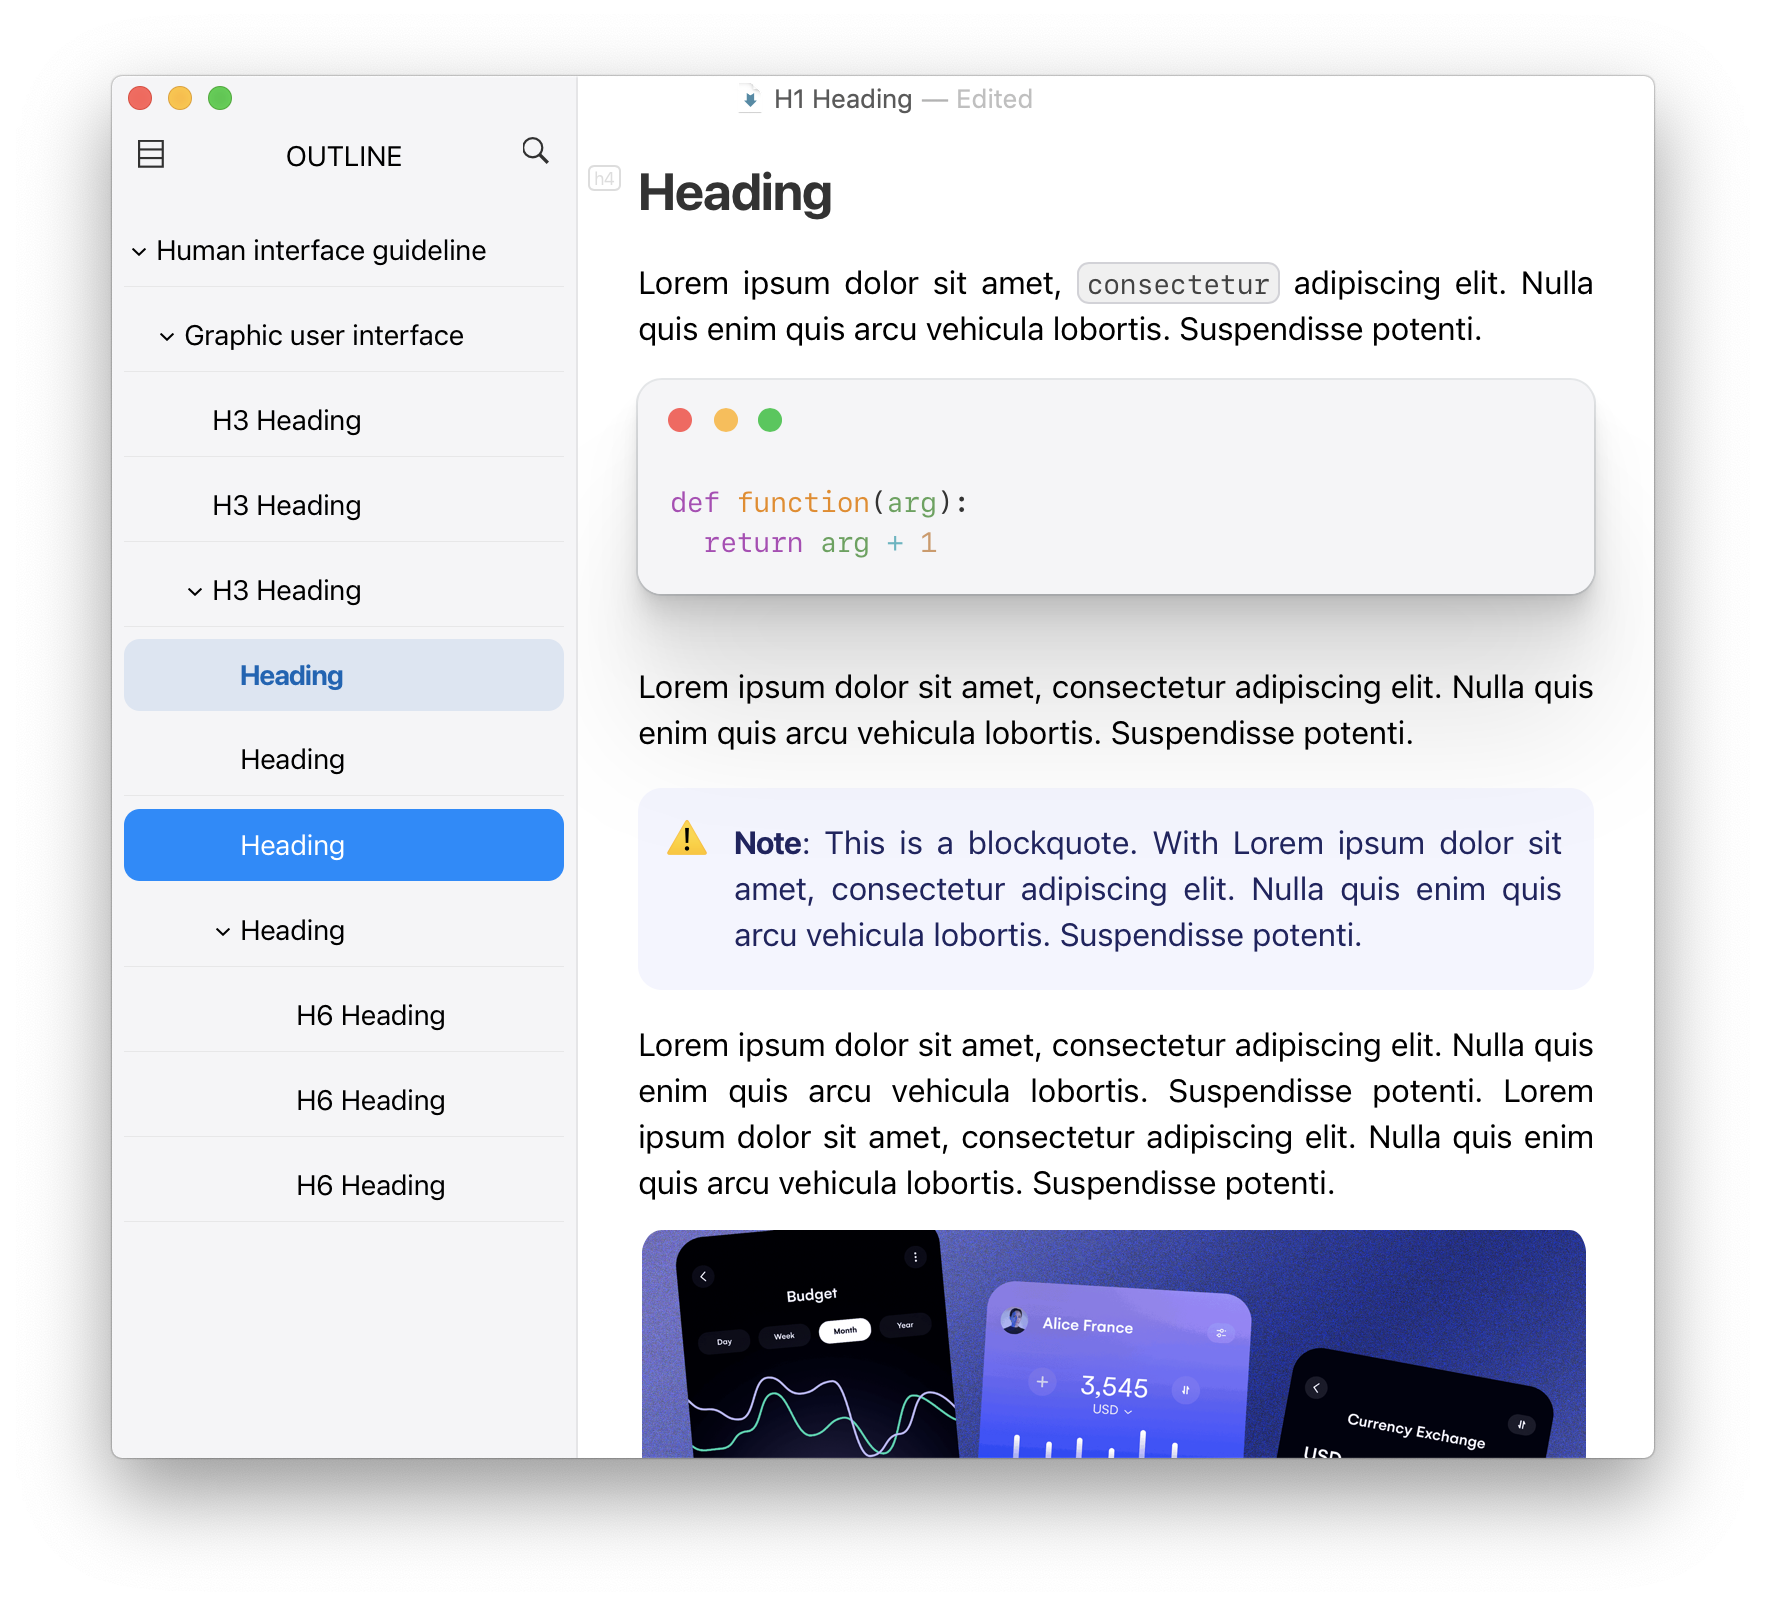 H1 Heading — Edited
OUTLINE
Human interface guideline
Graphic user interface
H3 Heading
H3 Heading
H3 Heading
Heading
Heading
Heading
Heading
H6 Heading
H6 Heading
H6 Heading
h4
Heading
Lorem ipsum dolor sit amet, consectetur adipiscing elit. Nulla
quis enim quis arcu vehicula lobortis. Suspendisse potenti.
def function(arg):
  return arg + 1
Lorem ipsum dolor sit amet, consectetur adipiscing elit. Nulla quis
enim quis arcu vehicula lobortis. Suspendisse potenti.
Note: This is a blockquote. With Lorem ipsum dolor sit
amet, consectetur adipiscing elit. Nulla quis enim quis
arcu vehicula lobortis. Suspendisse potenti.
Lorem ipsum dolor sit amet, consectetur adipiscing elit. Nulla quis
enim quis arcu vehicula lobortis. Suspendisse potenti. Lorem
ipsum dolor sit amet, consectetur adipiscing elit. Nulla quis enim
quis arcu vehicula lobortis. Suspendisse potenti.
Budget
Day Week Month Year
Alice France
3,545
USD
Currency Exchange
USD